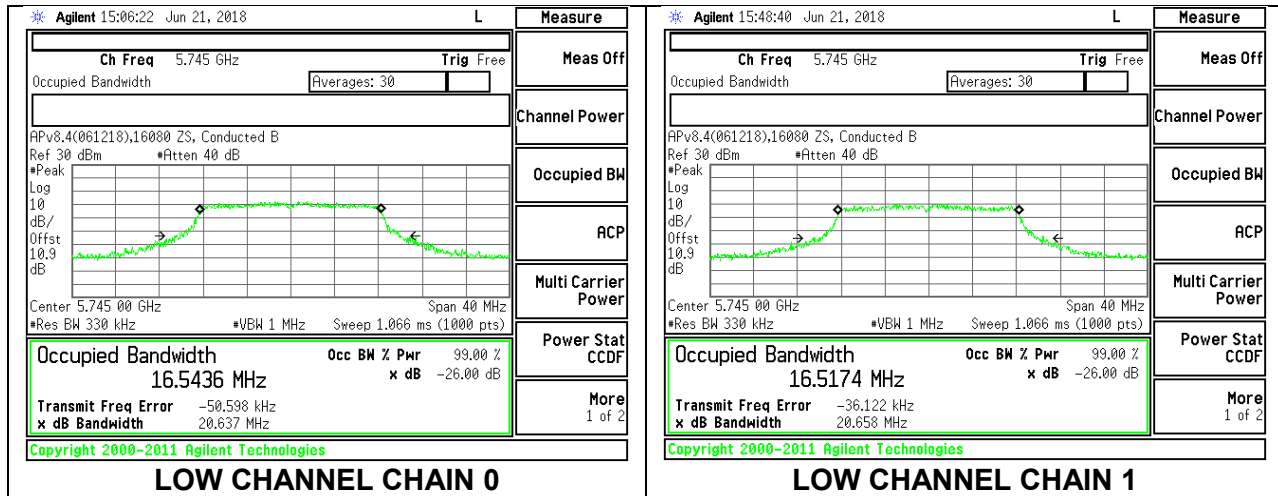 Agilent 15:06:22 Jun 21, 2018 L
Measure
Ch Freq 5.745 GHz Trig Free
Meas Off
Occupied Bandwidth Averages: 30
Channel Power
APv8.4(061218),16080 ZS, Conducted B
Ref 30 dBm #Atten 40 dB
#Peak
Log
10
dB/
Offst
10.9
dB
Occupied BW
ACP
Multi Carrier
Power
Center 5.745 00 GHz Span 40 MHz
#Res BW 330 kHz #VBW 1 MHz Sweep 1.066 ms (1000 pts)
Power Stat
CCDF
Occupied Bandwidth Occ BW % Pwr 99.00 %
16.5436 MHz x dB -26.00 dB
Transmit Freq Error -50.598 kHz
x dB Bandwidth 20.637 MHz
More
1 of 2
Copyright 2000-2011 Agilent Technologies
LOW CHANNEL CHAIN 0
Agilent 15:48:40 Jun 21, 2018 L
Measure
Ch Freq 5.745 GHz Trig Free
Meas Off
Occupied Bandwidth Averages: 30
Channel Power
APv8.4(061218),16080 ZS, Conducted B
Ref 30 dBm #Atten 40 dB
#Peak
Log
10
dB/
Offst
10.9
dB
Occupied BW
ACP
Multi Carrier
Power
Center 5.745 00 GHz Span 40 MHz
#Res BW 330 kHz #VBW 1 MHz Sweep 1.066 ms (1000 pts)
Power Stat
CCDF
Occupied Bandwidth Occ BW % Pwr 99.00 %
16.5174 MHz x dB -26.00 dB
Transmit Freq Error -36.122 kHz
x dB Bandwidth 20.658 MHz
More
1 of 2
Copyright 2000-2011 Agilent Technologies
LOW CHANNEL CHAIN 1